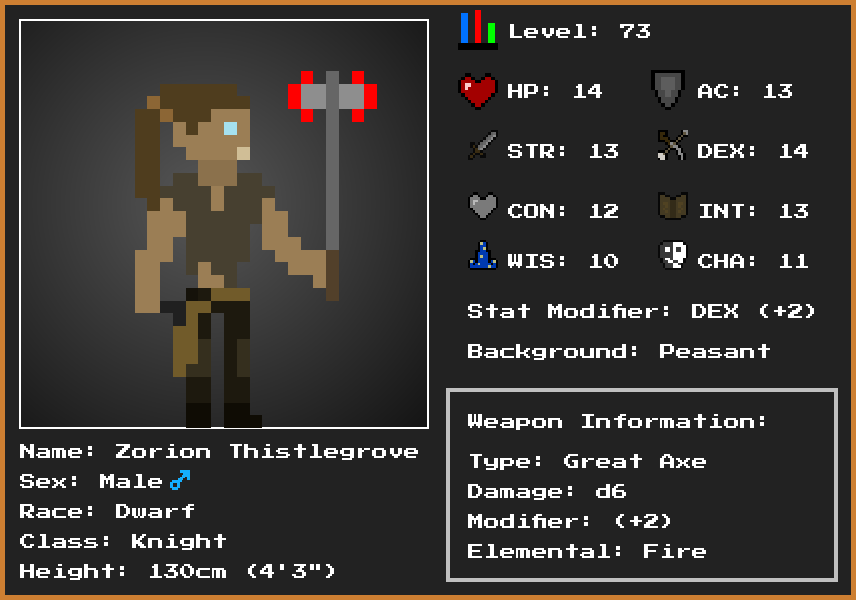 Level: 73
HP: 14 AC: 13
STR: 13 DEX: 14
CON: 12 INT: 13
WIS: 10 CHA: 11
Stat Modifier: DEX (+2)
Background: Peasant
Weapon Information:
Type: Great Axe
Damage: d6
Modifier: (+2)
Elemental: Fire
Name: Zorion Thistlegrove
Sex: Male♂
Race: Dwarf
Class: Knight
Height: 130cm (4'3")